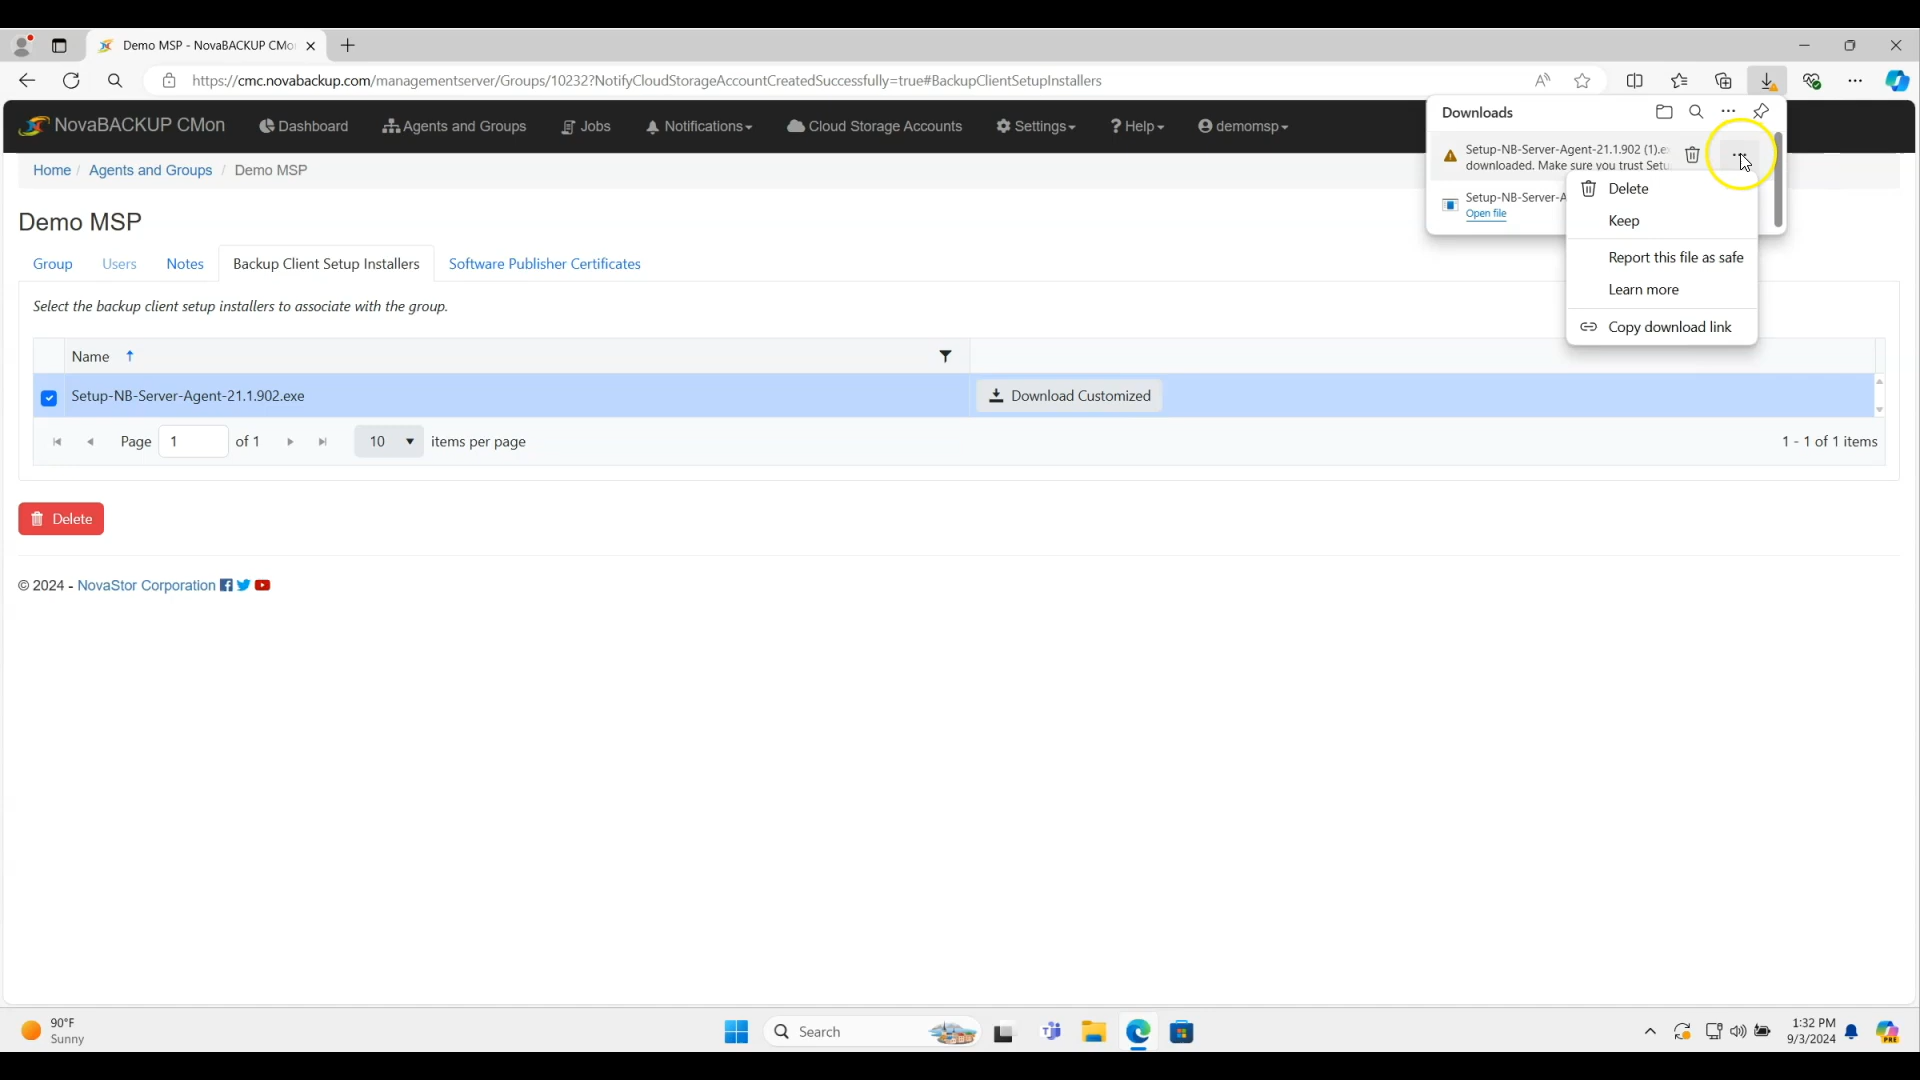 Demo MSP - NovaBACKUP CMo
https://cmc.novabackup.com/managementserver/Groups/10232?NotifyCloudStorageAccountCreatedSuccessfully=true#BackupClientSetupInstallers
NovaBACKUP CMon
Dashboard
Agents and Groups
Jobs
Notifications
Cloud Storage Accounts
Settings
Help
demomsp
Downloads
Setup-NB-Server-Agent-21.1.902 (1).e
downloaded. Make sure you trust Setu
Setup-NB-Server-A
Open file
Delete
Keep
Report this file as safe
Learn more
Copy download link
Home / Agents and Groups / Demo MSP
Demo MSP
Group
Users
Notes
Backup Client Setup Installers
Software Publisher Certificates
Select the backup client setup installers to associate with the group.
Name
Setup-NB-Server-Agent-21.1.902.exe
Download Customized
Page 1 of 1
10 items per page
1 - 1 of 1 items
Delete
© 2024 - NovaStor Corporation
90°F
Sunny
Search
1:32 PM
9/3/2024
PRE